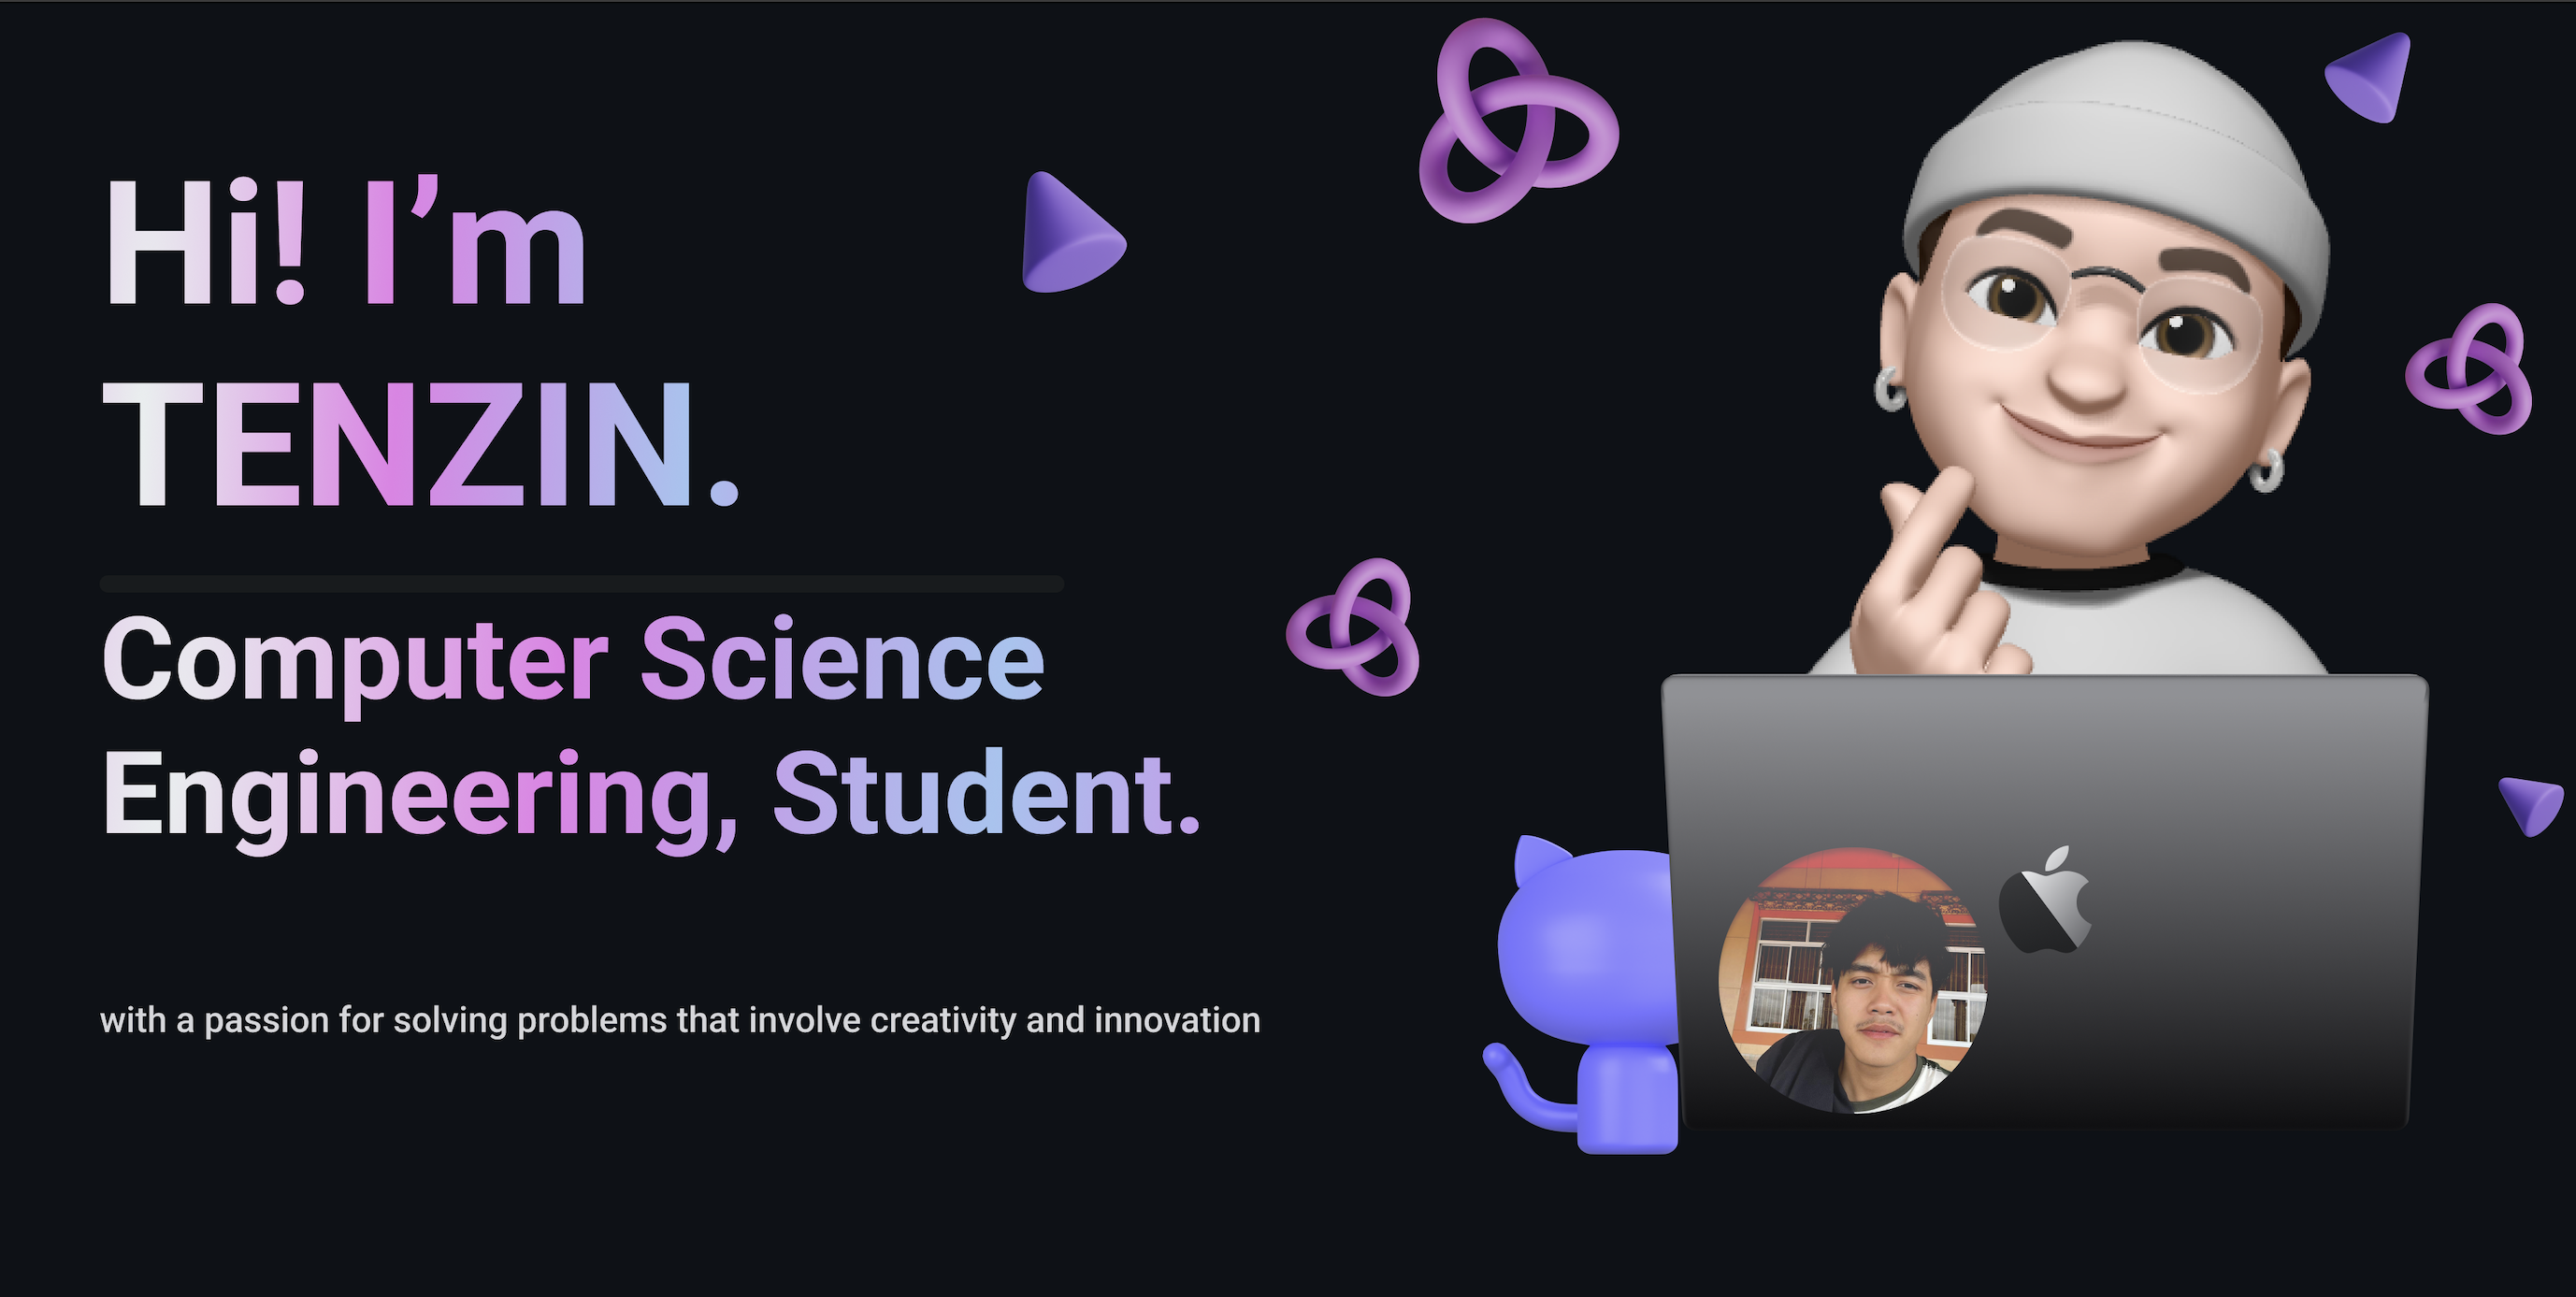 Hi! I’m
TENZIN.
Computer Science
Engineering, Student.
with a passion for solving problems that involve creativity and innovation